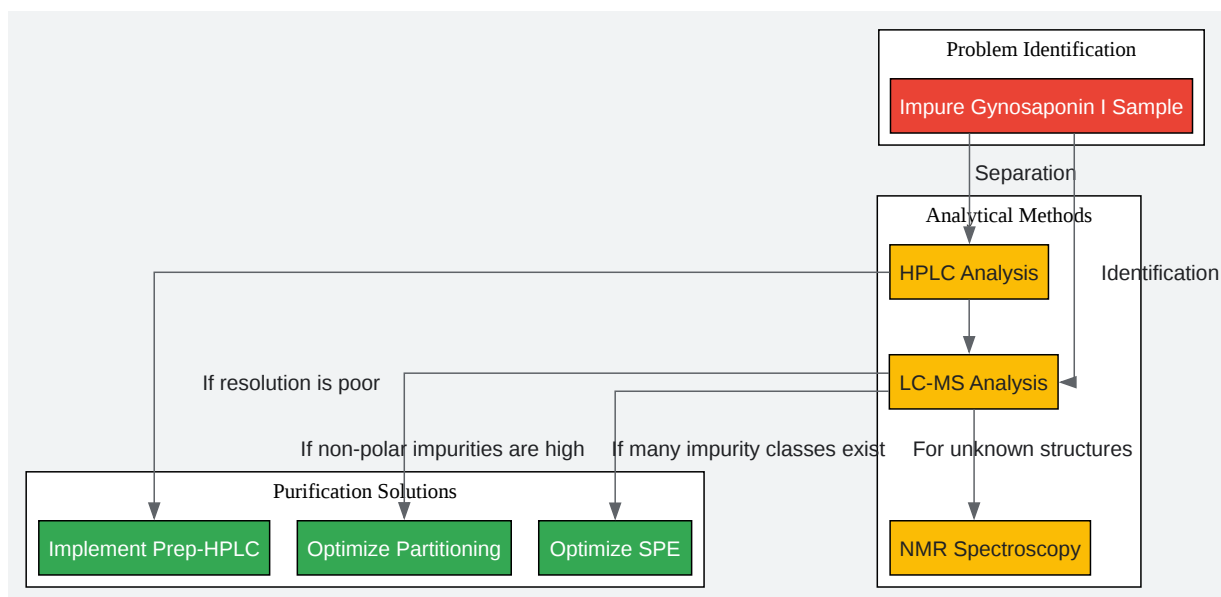 Problem Identification
Impure Gynosaponin I Sample
Separation
Analytical Methods
HPLC Analysis
Identification
LC-MS Analysis
If resolution is poor
If non-polar impurities are high
If many impurity classes exist
For unknown structures
Purification Solutions
Implement Prep-HPLC
Optimize Partitioning
Optimize SPE
NMR Spectroscopy